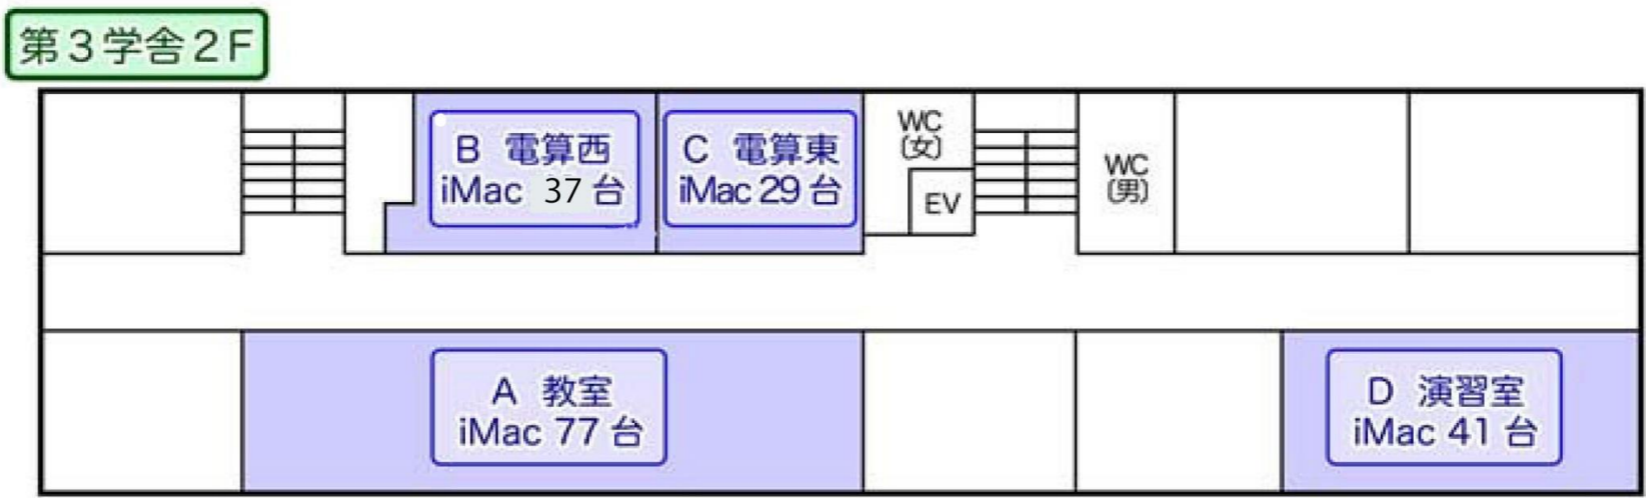 第3学舎2F
B 電算西
iMac 37 台
C 電算東
iMac 29 台
WC
(女)
EV
WC
(男)
A 教室
iMac 77 台
D 演習室
iMac 41 台